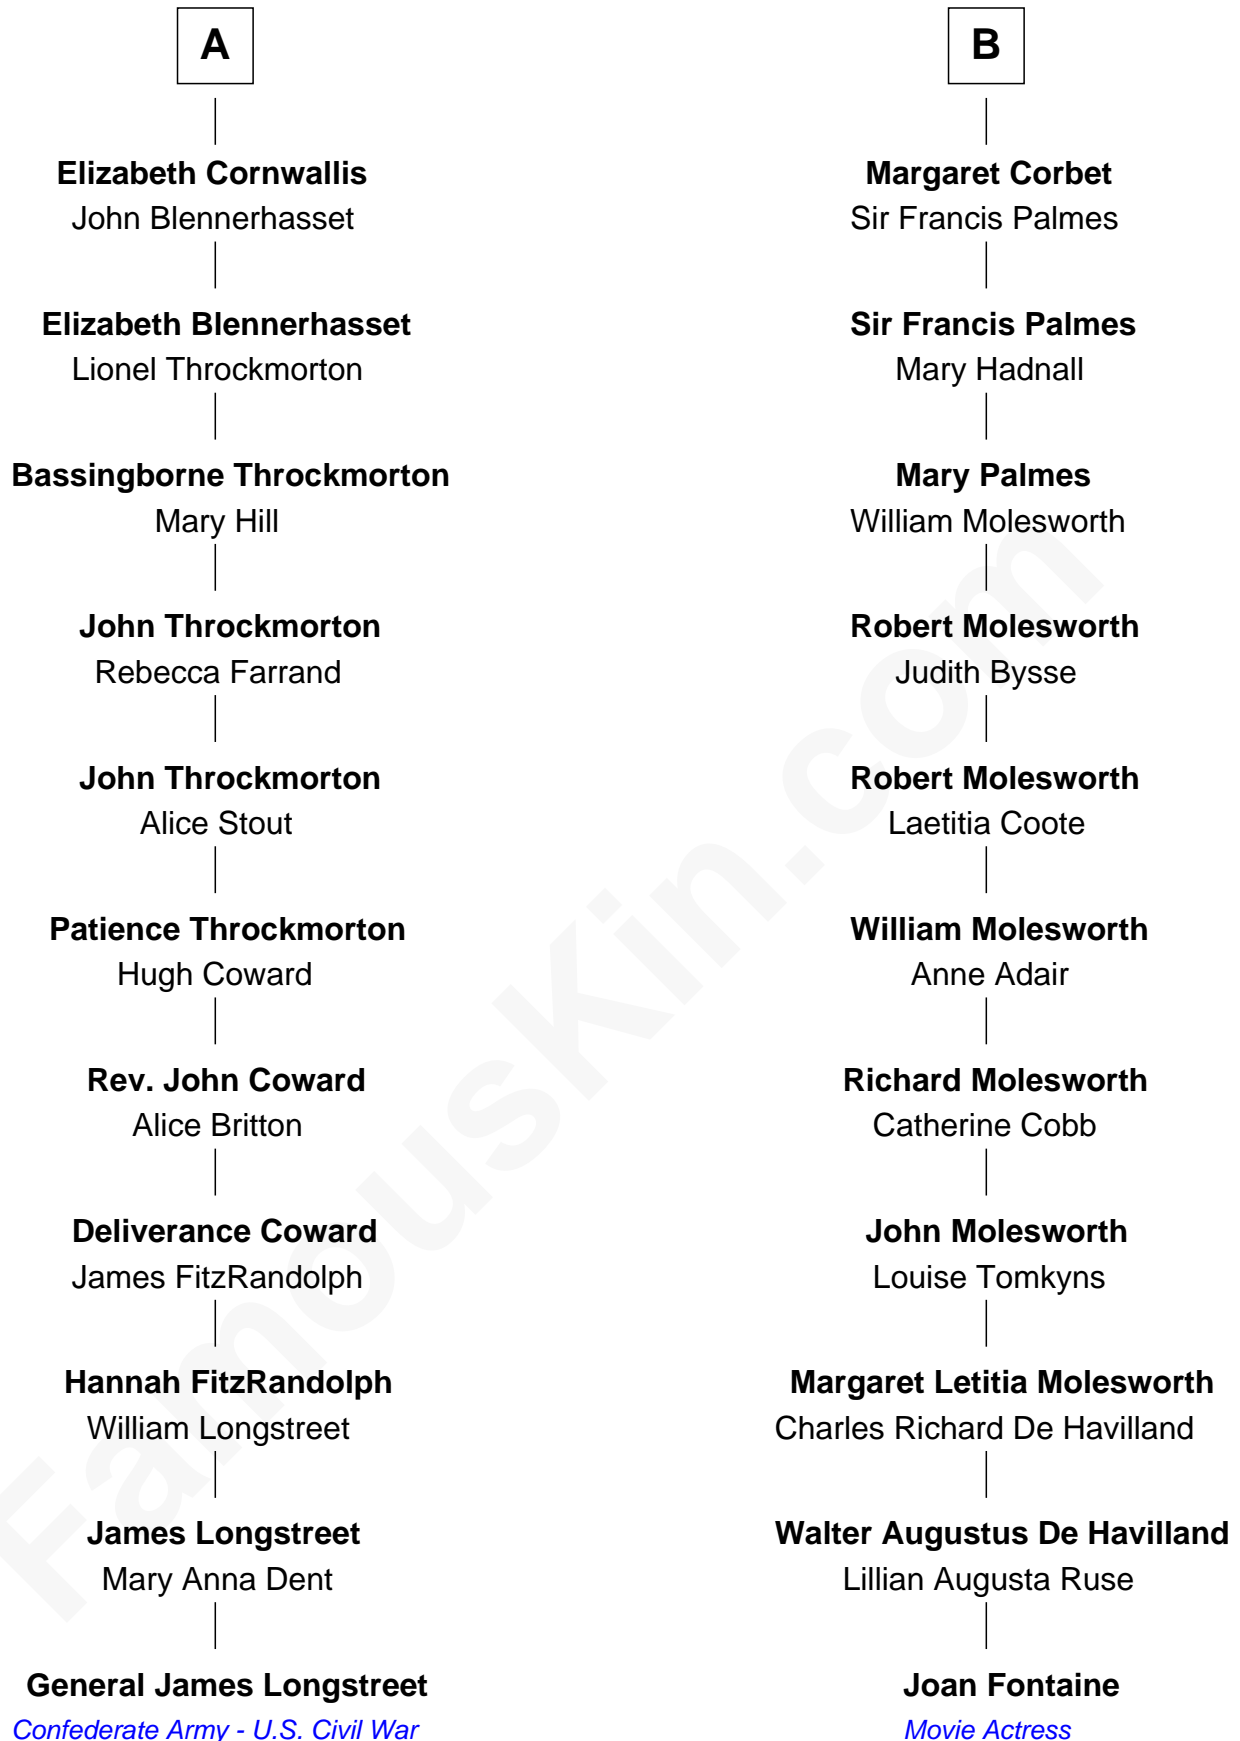 A
Elizabeth Cornwallis
John Blennerhasset
Elizabeth Blennerhasset
Lionel Throckmorton
Bassingborne Throckmorton
Mary Hill
John Throckmorton
Rebecca Farrand
John Throckmorton
Alice Stout
Patience Throckmorton
Hugh Coward
Rev. John Coward
Alice Britton
Deliverance Coward
James FitzRandolph
Hannah FitzRandolph
William Longstreet
James Longstreet
Mary Anna Dent
General James Longstreet
Confederate Army - U.S. Civil War
B
Margaret Corbet
Sir Francis Palmes
Sir Francis Palmes
Mary Hadnall
Mary Palmes
William Molesworth
Robert Molesworth
Judith Bysse
Robert Molesworth
Laetitia Coote
William Molesworth
Anne Adair
Richard Molesworth
Catherine Cobb
John Molesworth
Louise Tomkyns
Margaret Letitia Molesworth
Charles Richard De Havilland
Walter Augustus De Havilland
Lillian Augusta Ruse
Joan Fontaine
Movie Actress
FamousKin.com